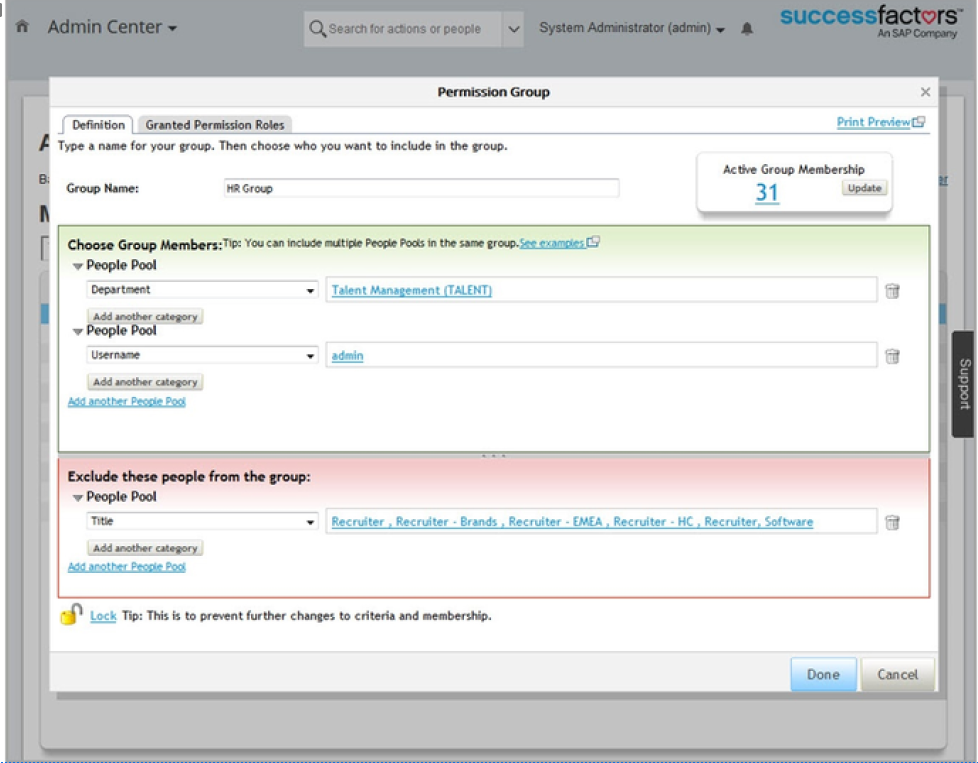 Admin Center
Search for actions or people
System Administrator (admin)
successfactors™
An SAP Company
Permission Group
Definition
Granted Permission Roles
Print Preview
Type a name for your group. Then choose who you want to include in the group.
Group Name:
HR Group
Active Group Membership
31
Update
Choose Group Members:Tip: You can include multiple People Pools in the same group.See examples
People Pool
Department
Talent Management (TALENT)
Add another category
People Pool
Username
admin
Add another category
Add another People Pool
Exclude these people from the group:
People Pool
Title
Recruiter , Recruiter - Brands , Recruiter - EMEA , Recruiter - HC , Recruiter, Software
Add another category
Add another People Pool
Lock Tip: This is to prevent further changes to criteria and membership.
Done
Cancel
Support